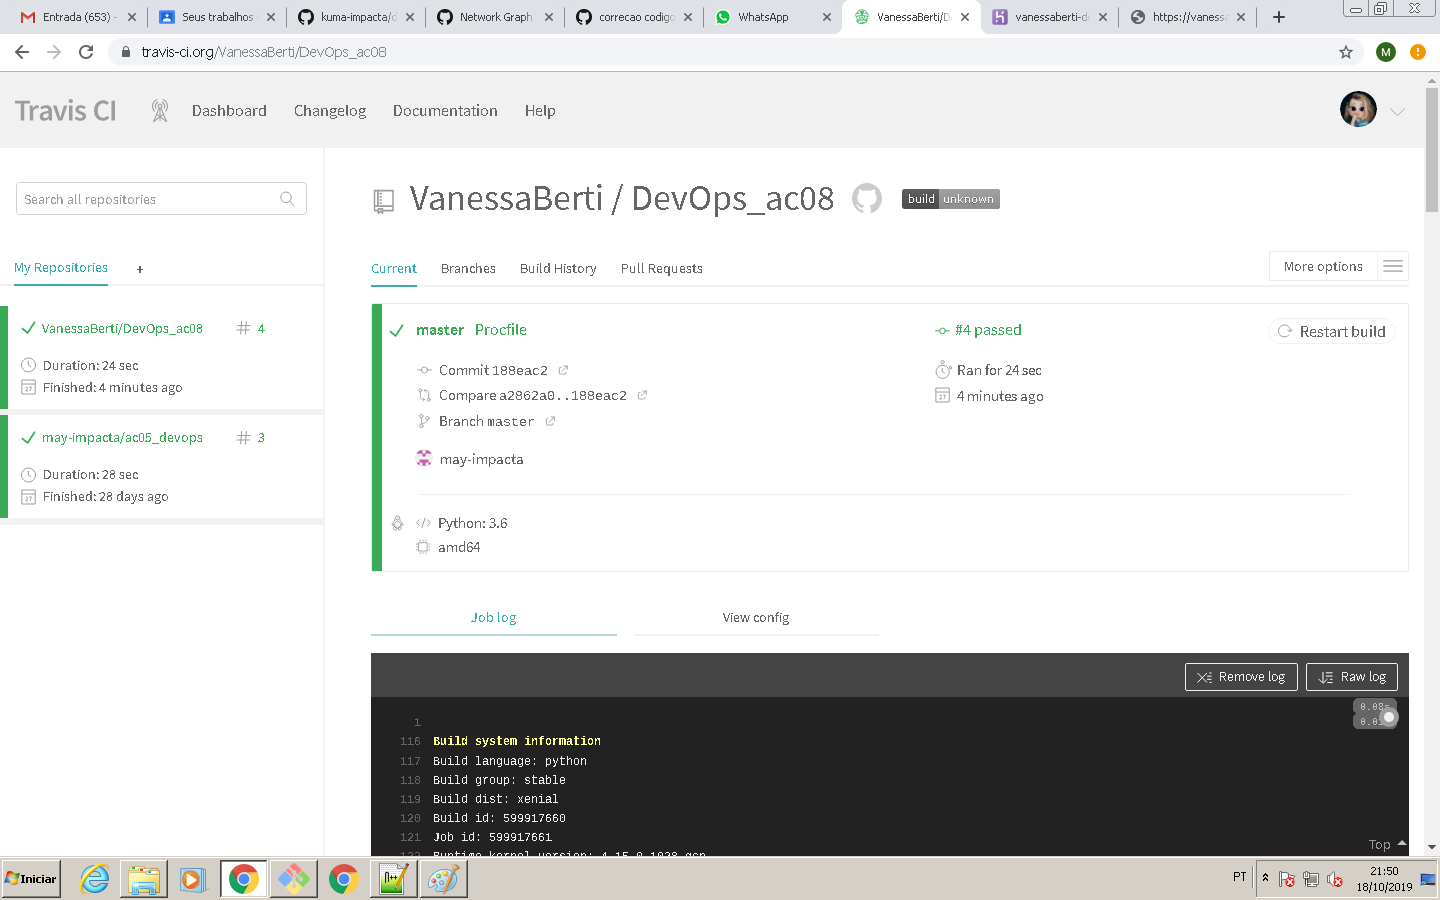 Entrada (653) -
Seus trabalhos
kuma-impacta/d
Network Graph
correcao codigo
WhatsApp
VanessaBerti/D
vanessaberti-d
https://vanessa
travis-ci.org/VanessaBerti/DevOps_ac08
M
Travis CI
Dashboard
Changelog
Documentation
Help
Search all repositories
VanessaBerti / DevOps_ac08
build unknown
My Repositories +
Current
Branches
Build History
Pull Requests
More options
VanessaBerti/DevOps_ac08 # 4
Duration: 24 sec
Finished: 4 minutes ago
may-impacta/ac05_devops # 3
Duration: 28 sec
Finished: 28 days ago
master Procfile
#4 passed
Restart build
Commit 188eac2
Ran for 24 sec
Compare a2862a0..188eac2
4 minutes ago
Branch master
may-impacta
Python: 3.6
amd64
Job log
View config
Remove log
Raw log
1
116 Build system information
117 Build language: python
118 Build group: stable
119 Build dist: xenial
120 Build id: 599917660
121 Job id: 599917661
Top
Iniciar
PT
21:50
18/10/2019